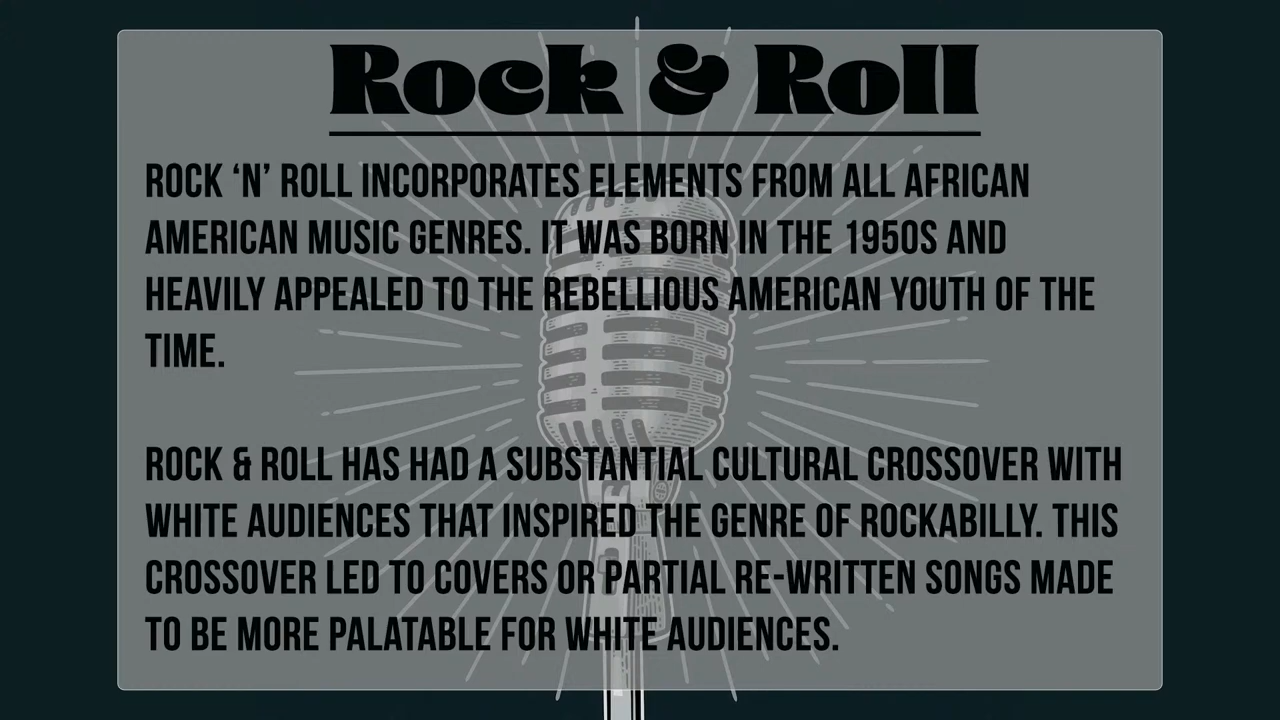 Rock & Roll
ROCK ‘N’ ROLL INCORPORATES ELEMENTS FROM ALL AFRICAN
AMERICAN MUSIC GENRES. IT WAS BORN IN THE 1950S AND
HEAVILY APPEALED TO THE REBELLIOUS AMERICAN YOUTH OF THE
TIME.
ROCK & ROLL HAS HAD A SUBSTANTIAL CULTURAL CROSSOVER WITH
WHITE AUDIENCES THAT INSPIRED THE GENRE OF ROCKABILLY. THIS
CROSSOVER LED TO COVERS OR PARTIAL RE-WRITTEN SONGS MADE
TO BE MORE PALATABLE FOR WHITE AUDIENCES.